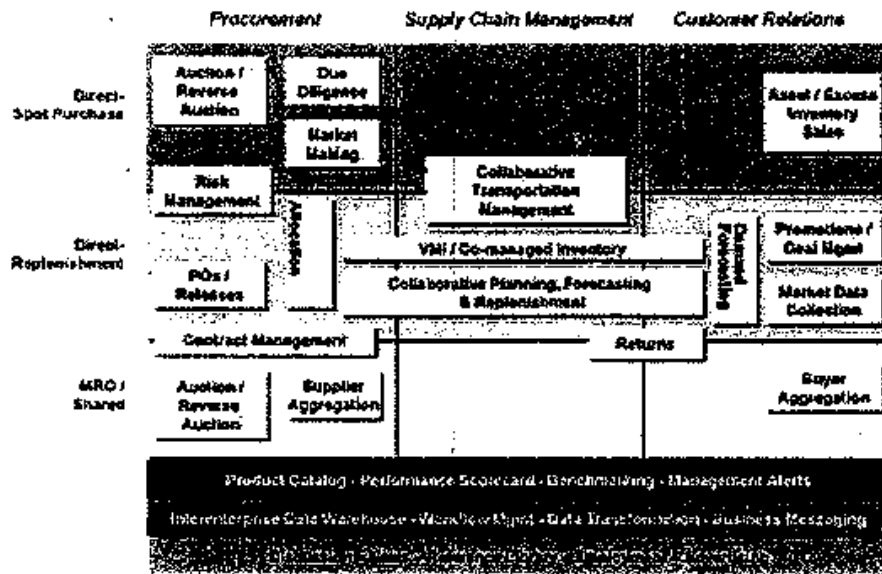 Procurement
Supply Chain Management
Customer Relations
Direct-
Spot Purchase
Auction /
Reverse
Auction
Due
Diligence
Market
Making
Asset / Excess
Inventory
Sales
Risk
Management
Collaborative
Transportation
Management
Direct-
Replenishment
Allocation
VMI / Co-managed Inventory
Demand
Forecasting
Promotions /
Deal Mgmt
POs /
Releases
Collaborative Planning, Forecasting
& Replenishment
Market Data
Collection
Contract Management
Returns
MRO /
Shared
Auction /
Reverse
Auction
Supplier
Aggregation
Buyer
Aggregation
Product Catalog - Performance Scorecard - Benchmarking - Management Alerts
Interenterprise Data Warehouse - Workflow Mgmt - Data Transformation - Business Messaging